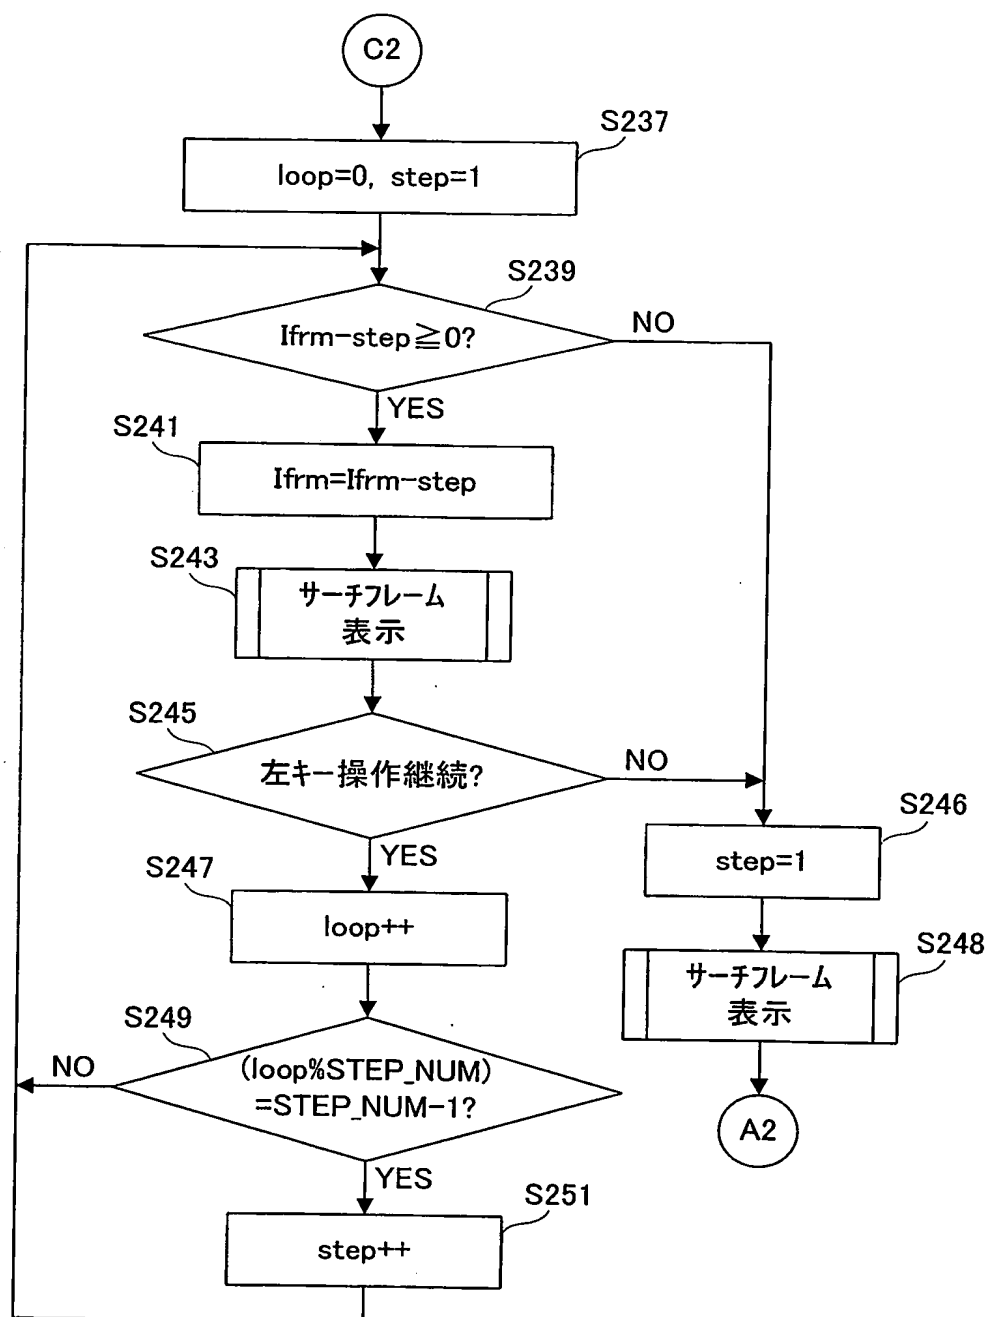 C2
S237
loop=0, step=1
S239
Ifrm-step≧0?
NO
YES
S241
Ifrm=Ifrm-step
S243
サーチフレーム
表示
S245
左キー操作継続?
NO
YES
S246
step=1
S247
loop++
S248
サーチフレーム
表示
S249
(loop%STEP_NUM)
=STEP_NUM-1?
NO
YES
A2
S251
step++